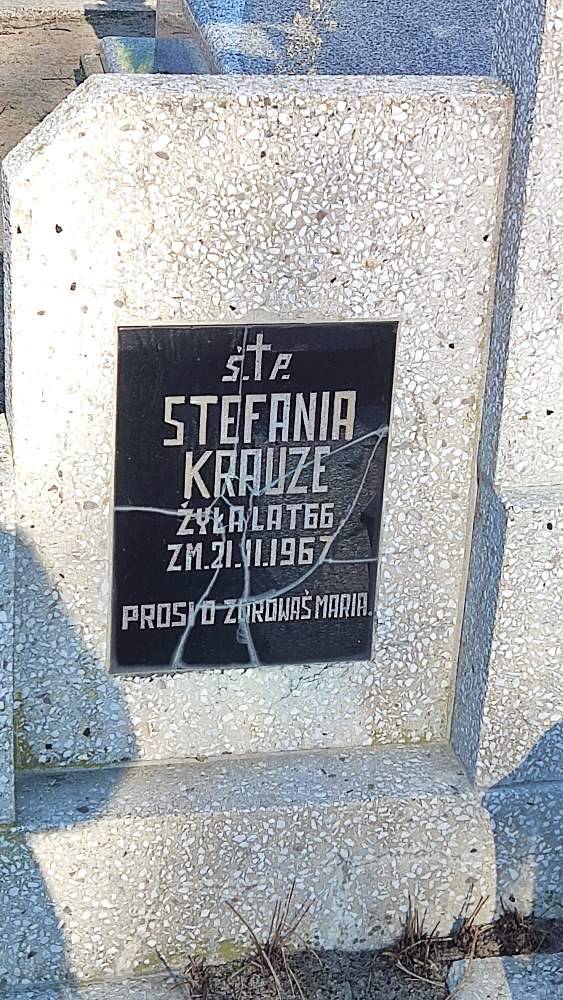 Ś.†P.
STEFANIA
KRAUZE
ŻYŁA LAT 66
ZM. 21.II.1967
PROSI O ZDROWAŚ MARIA.